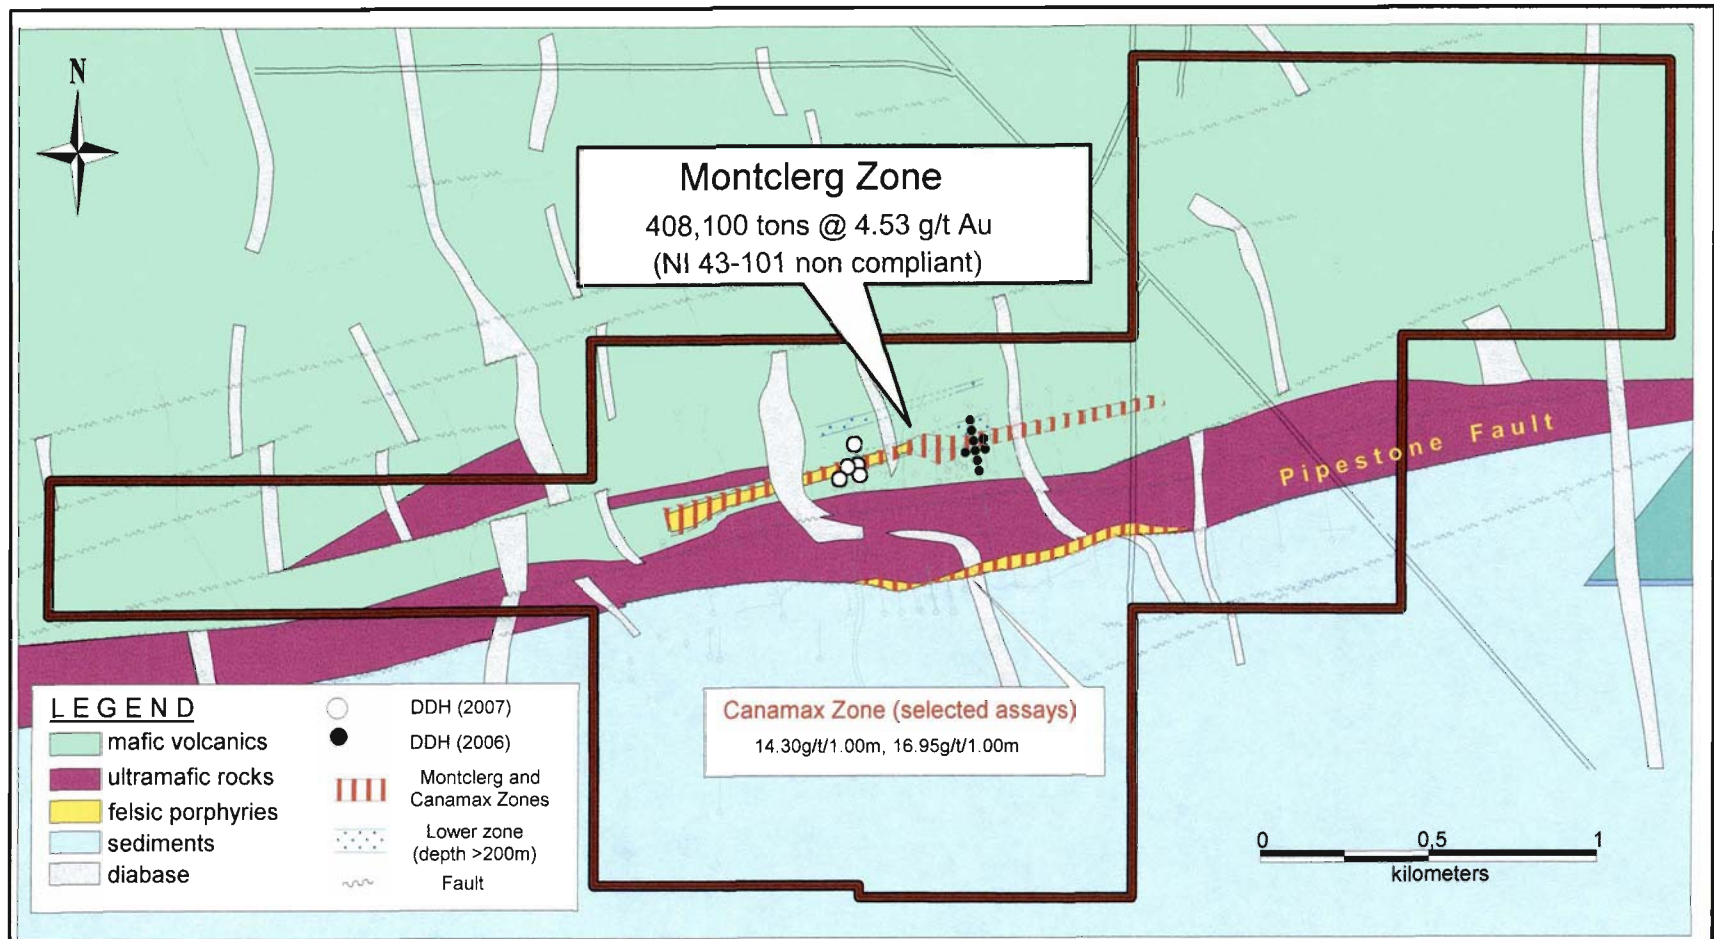 N
Montclerg Zone
408,100 tons @ 4.53 g/t Au
(NI 43-101 non compliant)
Pipestone Fault
Canamax Zone (selected assays)
14.30g/t/1.00m, 16.95g/t/1.00m
LEGEND
mafic volcanics
ultramafic rocks
felsic porphyries
sediments
diabase
DDH (2007)
DDH (2006)
Montclerg and
Canamax Zones
Lower zone
(depth >200m)
Fault
0 0,5 1
kilometers